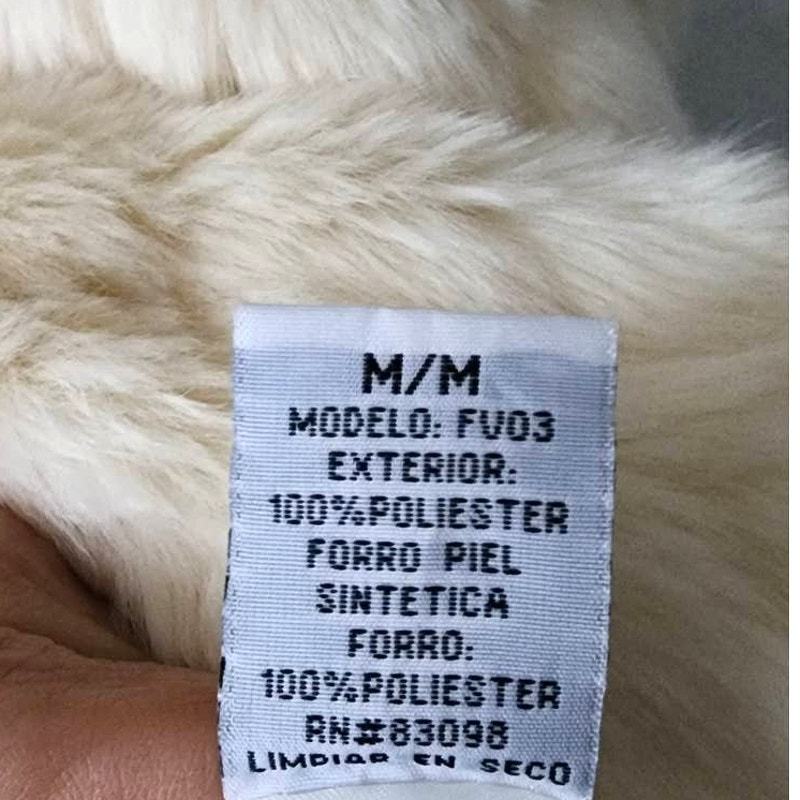 M/M
MODELO: FV03
EXTERIOR:
100%POLIESTER
FORRO PIEL
SINTETICA
FORRO:
100%POLIESTER
RN#83098
LIMPIAR EN SECO